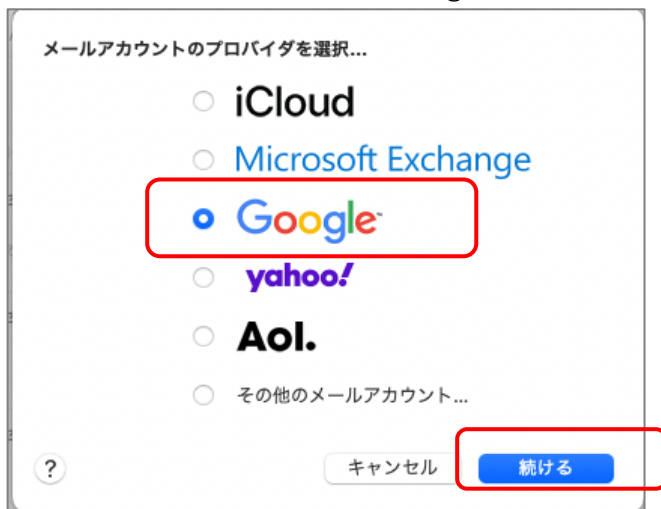 メールアカウントのプロバイダを選択...
iCloud
Microsoft Exchange
Google™
yahoo!
Aol.
その他のメールアカウント...
? キャンセル 続ける